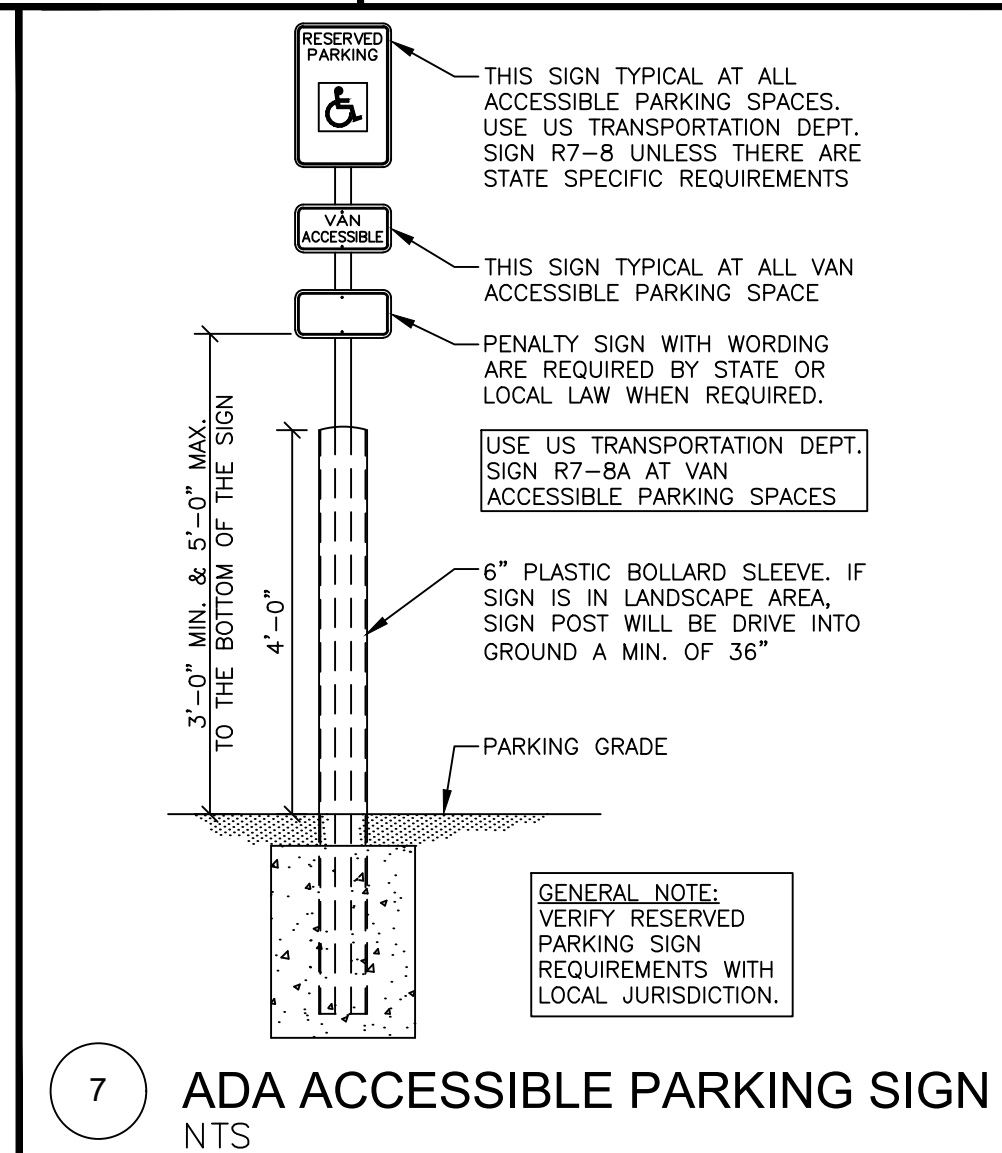 RESERVED
PARKING
THIS SIGN TYPICAL AT ALL
ACCESSIBLE PARKING SPACES.
USE US TRANSPORTATION DEPT.
SIGN R7-8 UNLESS THERE ARE
STATE SPECIFIC REQUIREMENTS
VAN
ACCESSIBLE
THIS SIGN TYPICAL AT ALL VAN
ACCESSIBLE PARKING SPACE
PENALTY SIGN WITH WORDING
ARE REQUIRED BY STATE OR
LOCAL LAW WHEN REQUIRED.
USE US TRANSPORTATION DEPT.
SIGN R7-8A AT VAN
ACCESSIBLE PARKING SPACES
3'-0" MIN. & 5'-0" MAX.
TO THE BOTTOM OF THE SIGN
4'-0"
6" PLASTIC BOLLARD SLEEVE. IF
SIGN IS IN LANDSCAPE AREA,
SIGN POST WILL BE DRIVE INTO
GROUND A MIN. OF 36"
PARKING GRADE
GENERAL NOTE:
VERIFY RESERVED
PARKING SIGN
REQUIREMENTS WITH
LOCAL JURISDICTION.
7
ADA ACCESSIBLE PARKING SIGN
NTS